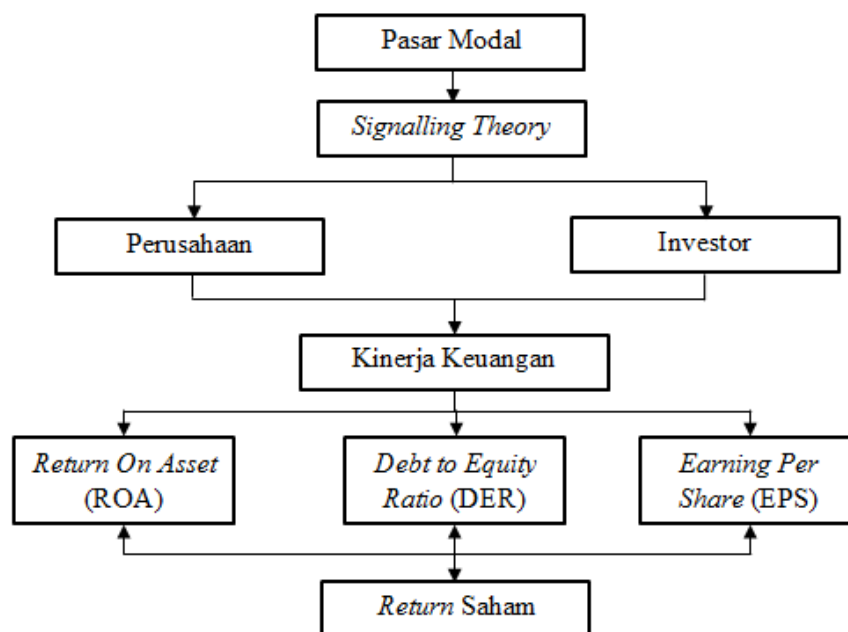 Pasar Modal
Signalling Theory
Perusahaan
Investor
Kinerja Keuangan
Return On Asset
(ROA)
Debt to Equity
Ratio (DER)
Earning Per
Share (EPS)
Return Saham